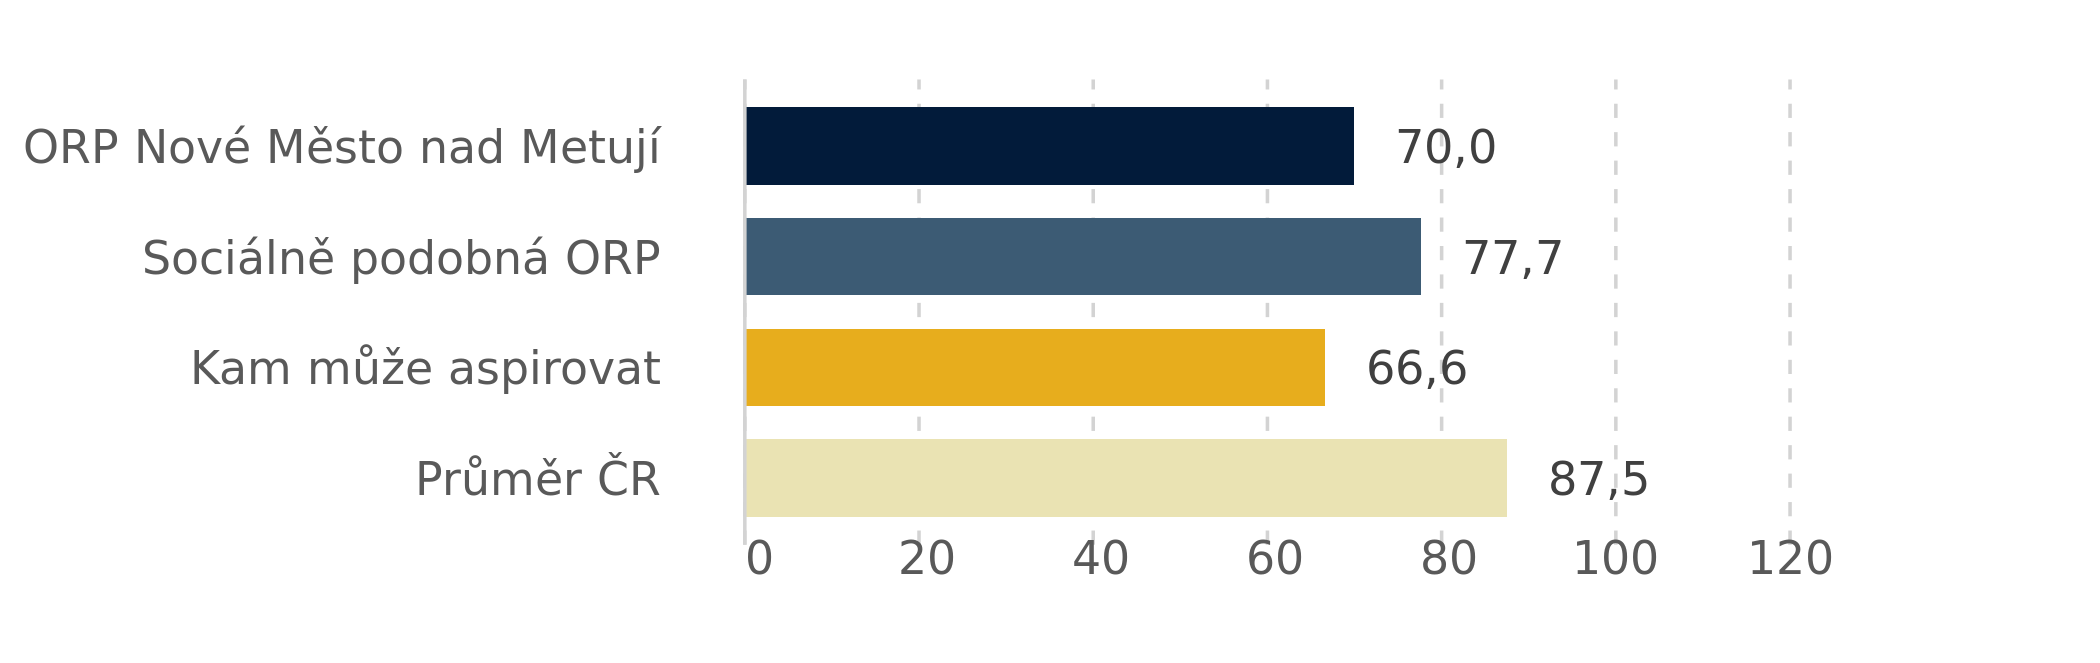 ORP Nové Město nad Metují 70,0
Sociálně podobná ORP 77,7
Kam může aspirovat 66,6
Průměr ČR 87,5
0 20 40 60 80 100 120